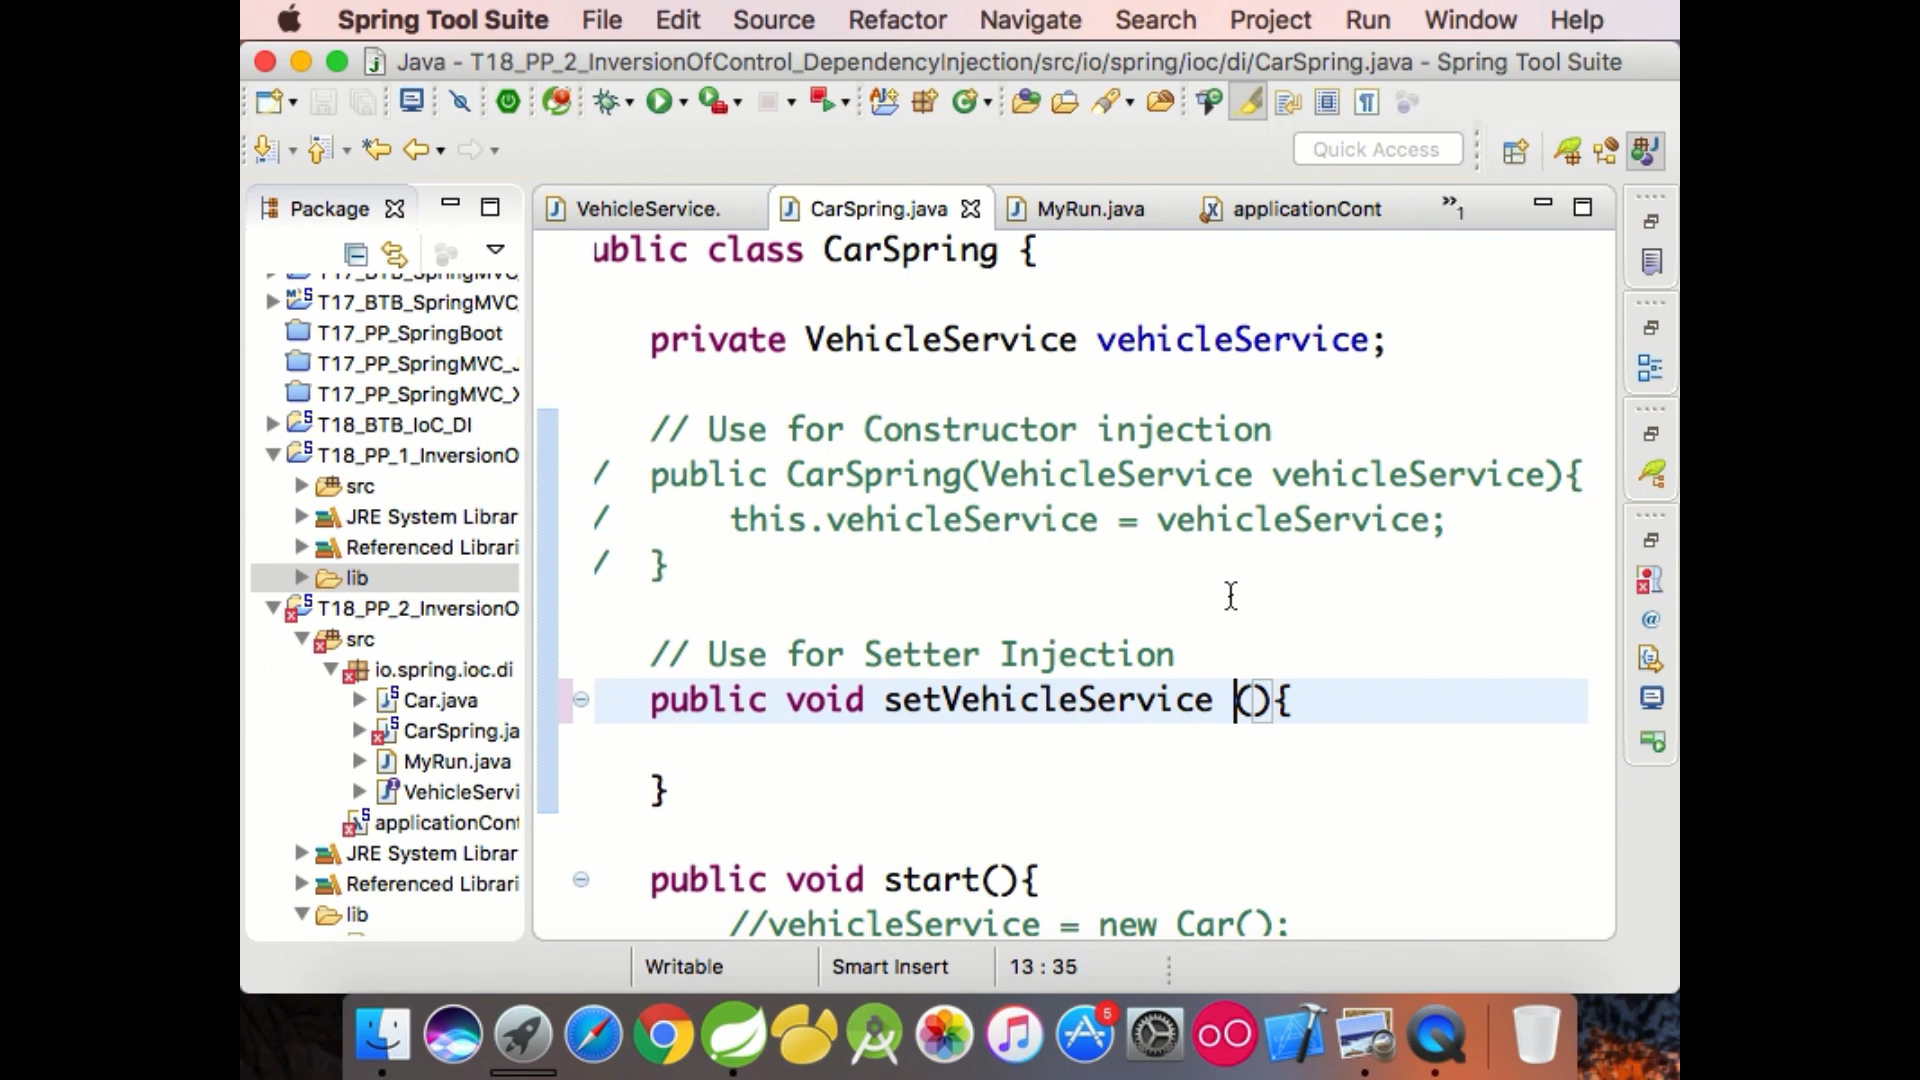 Spring Tool Suite File Edit Source Refactor Navigate Search Project Run Window Help
Java - T18_PP_2_InversionOfControl_DependencyInjection/src/io/spring/ioc/di/CarSpring.java - Spring Tool Suite
Quick Access
Package
VehicleService. CarSpring.java MyRun.java applicationCont »1
T17_BTB_SpringMVC
T17_BTB_SpringMVC
T17_PP_SpringBoot
T17_PP_SpringMVC_
T17_PP_SpringMVC_X
T18_BTB_IoC_DI
T18_PP_1_InversionO
src
JRE System Librar
Referenced Librari
lib
T18_PP_2_InversionO
src
io.spring.ioc.di
Car.java
CarSpring.ja
MyRun.java
VehicleServi
applicationCont
JRE System Librar
Referenced Librari
lib
ublic class CarSpring {
private VehicleService vehicleService;
// Use for Constructor injection
/ public CarSpring(VehicleService vehicleService){
/ this.vehicleService = vehicleService;
/ }
// Use for Setter Injection
public void setVehicleService (){
}
public void start(){
//vehicleService = new Car();
Writable Smart Insert 13 : 35
5